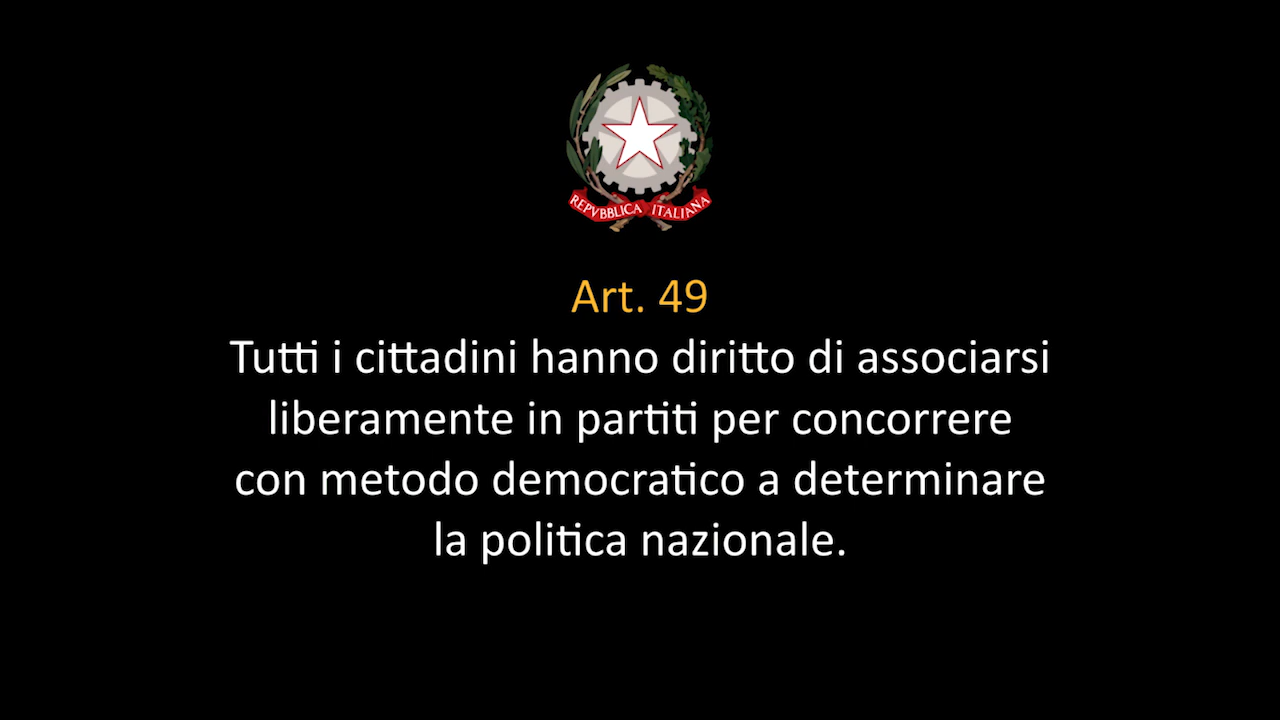 REPVBBLICA ITALIANA
Art. 49
Tutti i cittadini hanno diritto di associarsi
liberamente in partiti per concorrere
con metodo democratico a determinare
la politica nazionale.